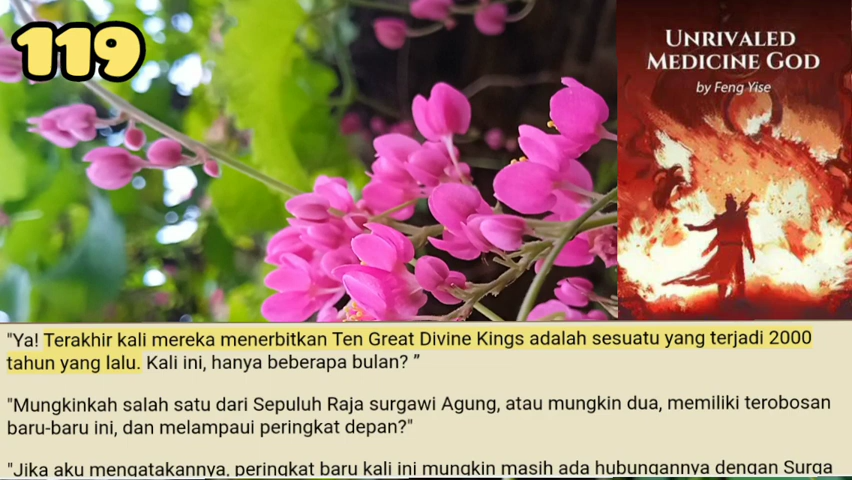 119
UNRIVALED
MEDICINE GOD
by Feng Yise
"Ya! Terakhir kali mereka menerbitkan Ten Great Divine Kings adalah sesuatu yang terjadi 2000
tahun yang lalu. Kali ini, hanya beberapa bulan? ”
"Mungkinkah salah satu dari Sepuluh Raja surgawi Agung, atau mungkin dua, memiliki terobosan
baru-baru ini, dan melampaui peringkat depan?"
"Jika aku mengatakannya, peringkat baru kali ini mungkin masih ada hubungannya dengan Surga